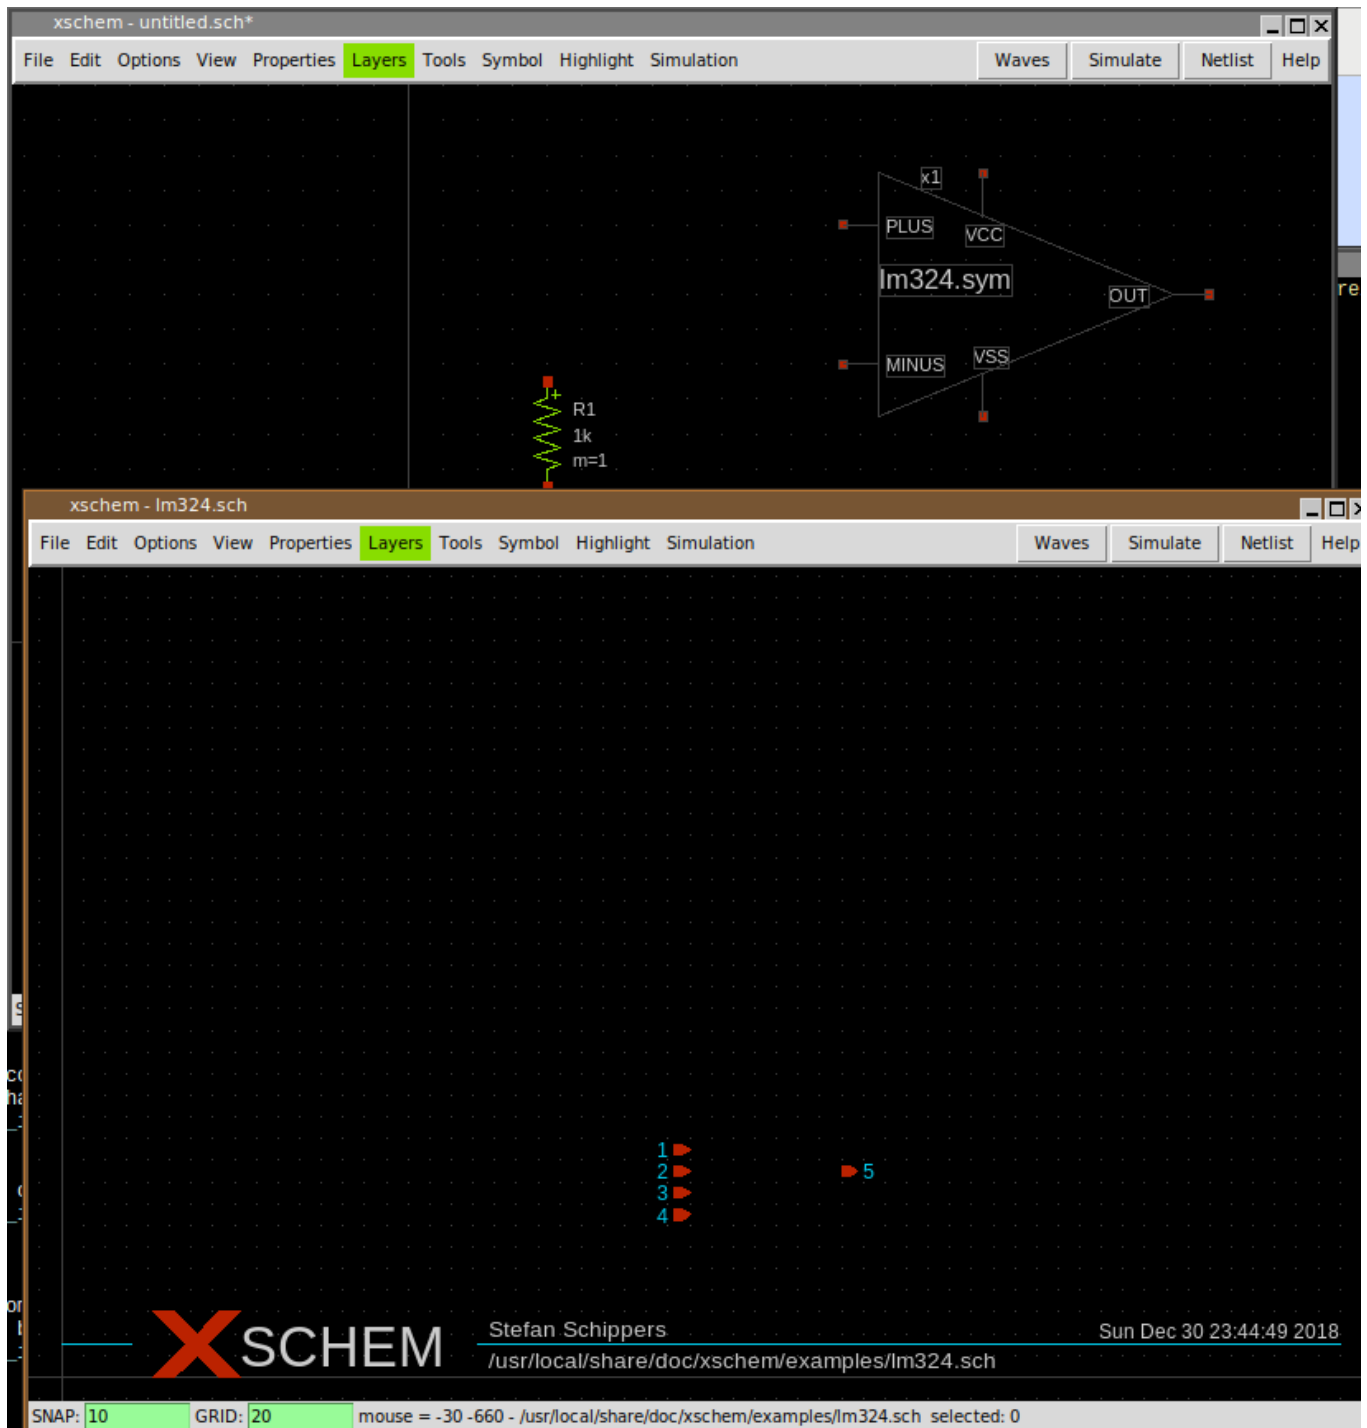 xschem - untitled.sch*
File Edit Options View Properties Layers Tools Symbol Highlight Simulation Waves Simulate Netlist Help
x1
PLUS
VCC
lm324.sym
OUT
re
VSS
MINUS
+
R1
1k
m=1
xschem - lm324.sch
File Edit Options View Properties Layers Tools Symbol Highlight Simulation Waves Simulate Netlist Help
1
2
5
3
4
XSCHEM
Stefan Schippers
Sun Dec 30 23:44:49 2018
/usr/local/share/doc/xschem/examples/lm324.sch
SNAP: 10 GRID: 20 mouse = -30 -660 - /usr/local/share/doc/xschem/examples/lm324.sch selected: 0